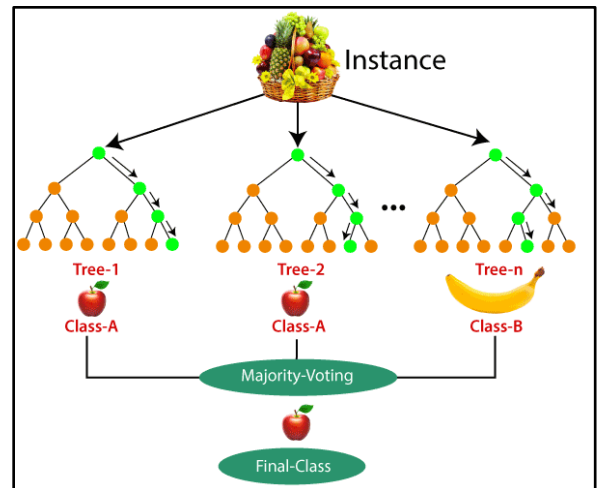 Instance
...
Tree-1 Tree-2 Tree-n
Class-A Class-A Class-B
Majority-Voting
Final-Class